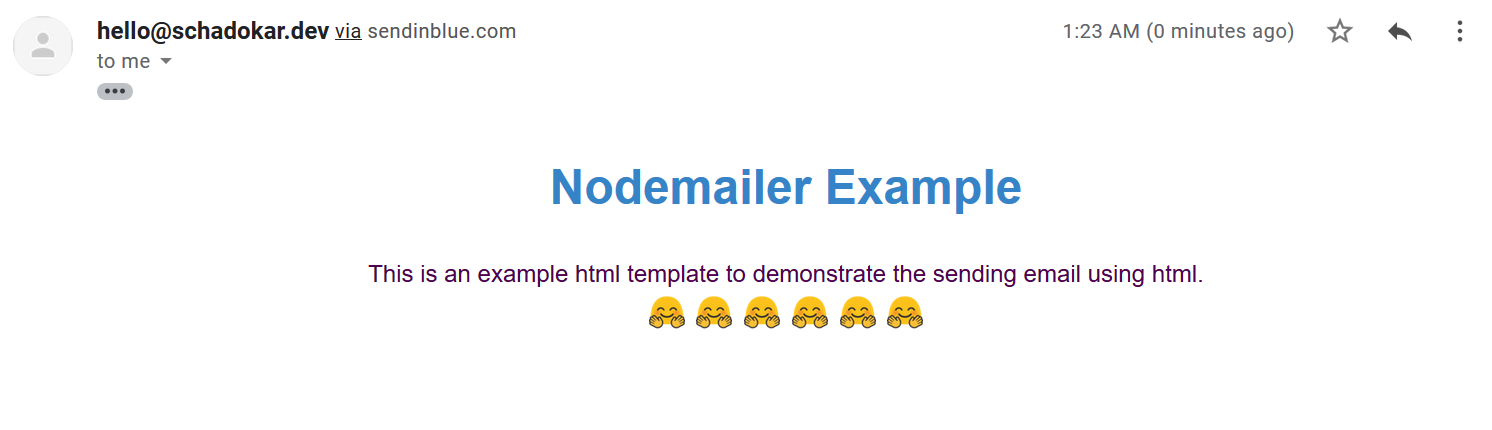 hello@schadokar.dev via sendinblue.com 1:23 AM (0 minutes ago)
to me
Nodemailer Example
This is an example html template to demonstrate the sending email using html.
🤗 🤗 🤗 🤗 🤗 🤗